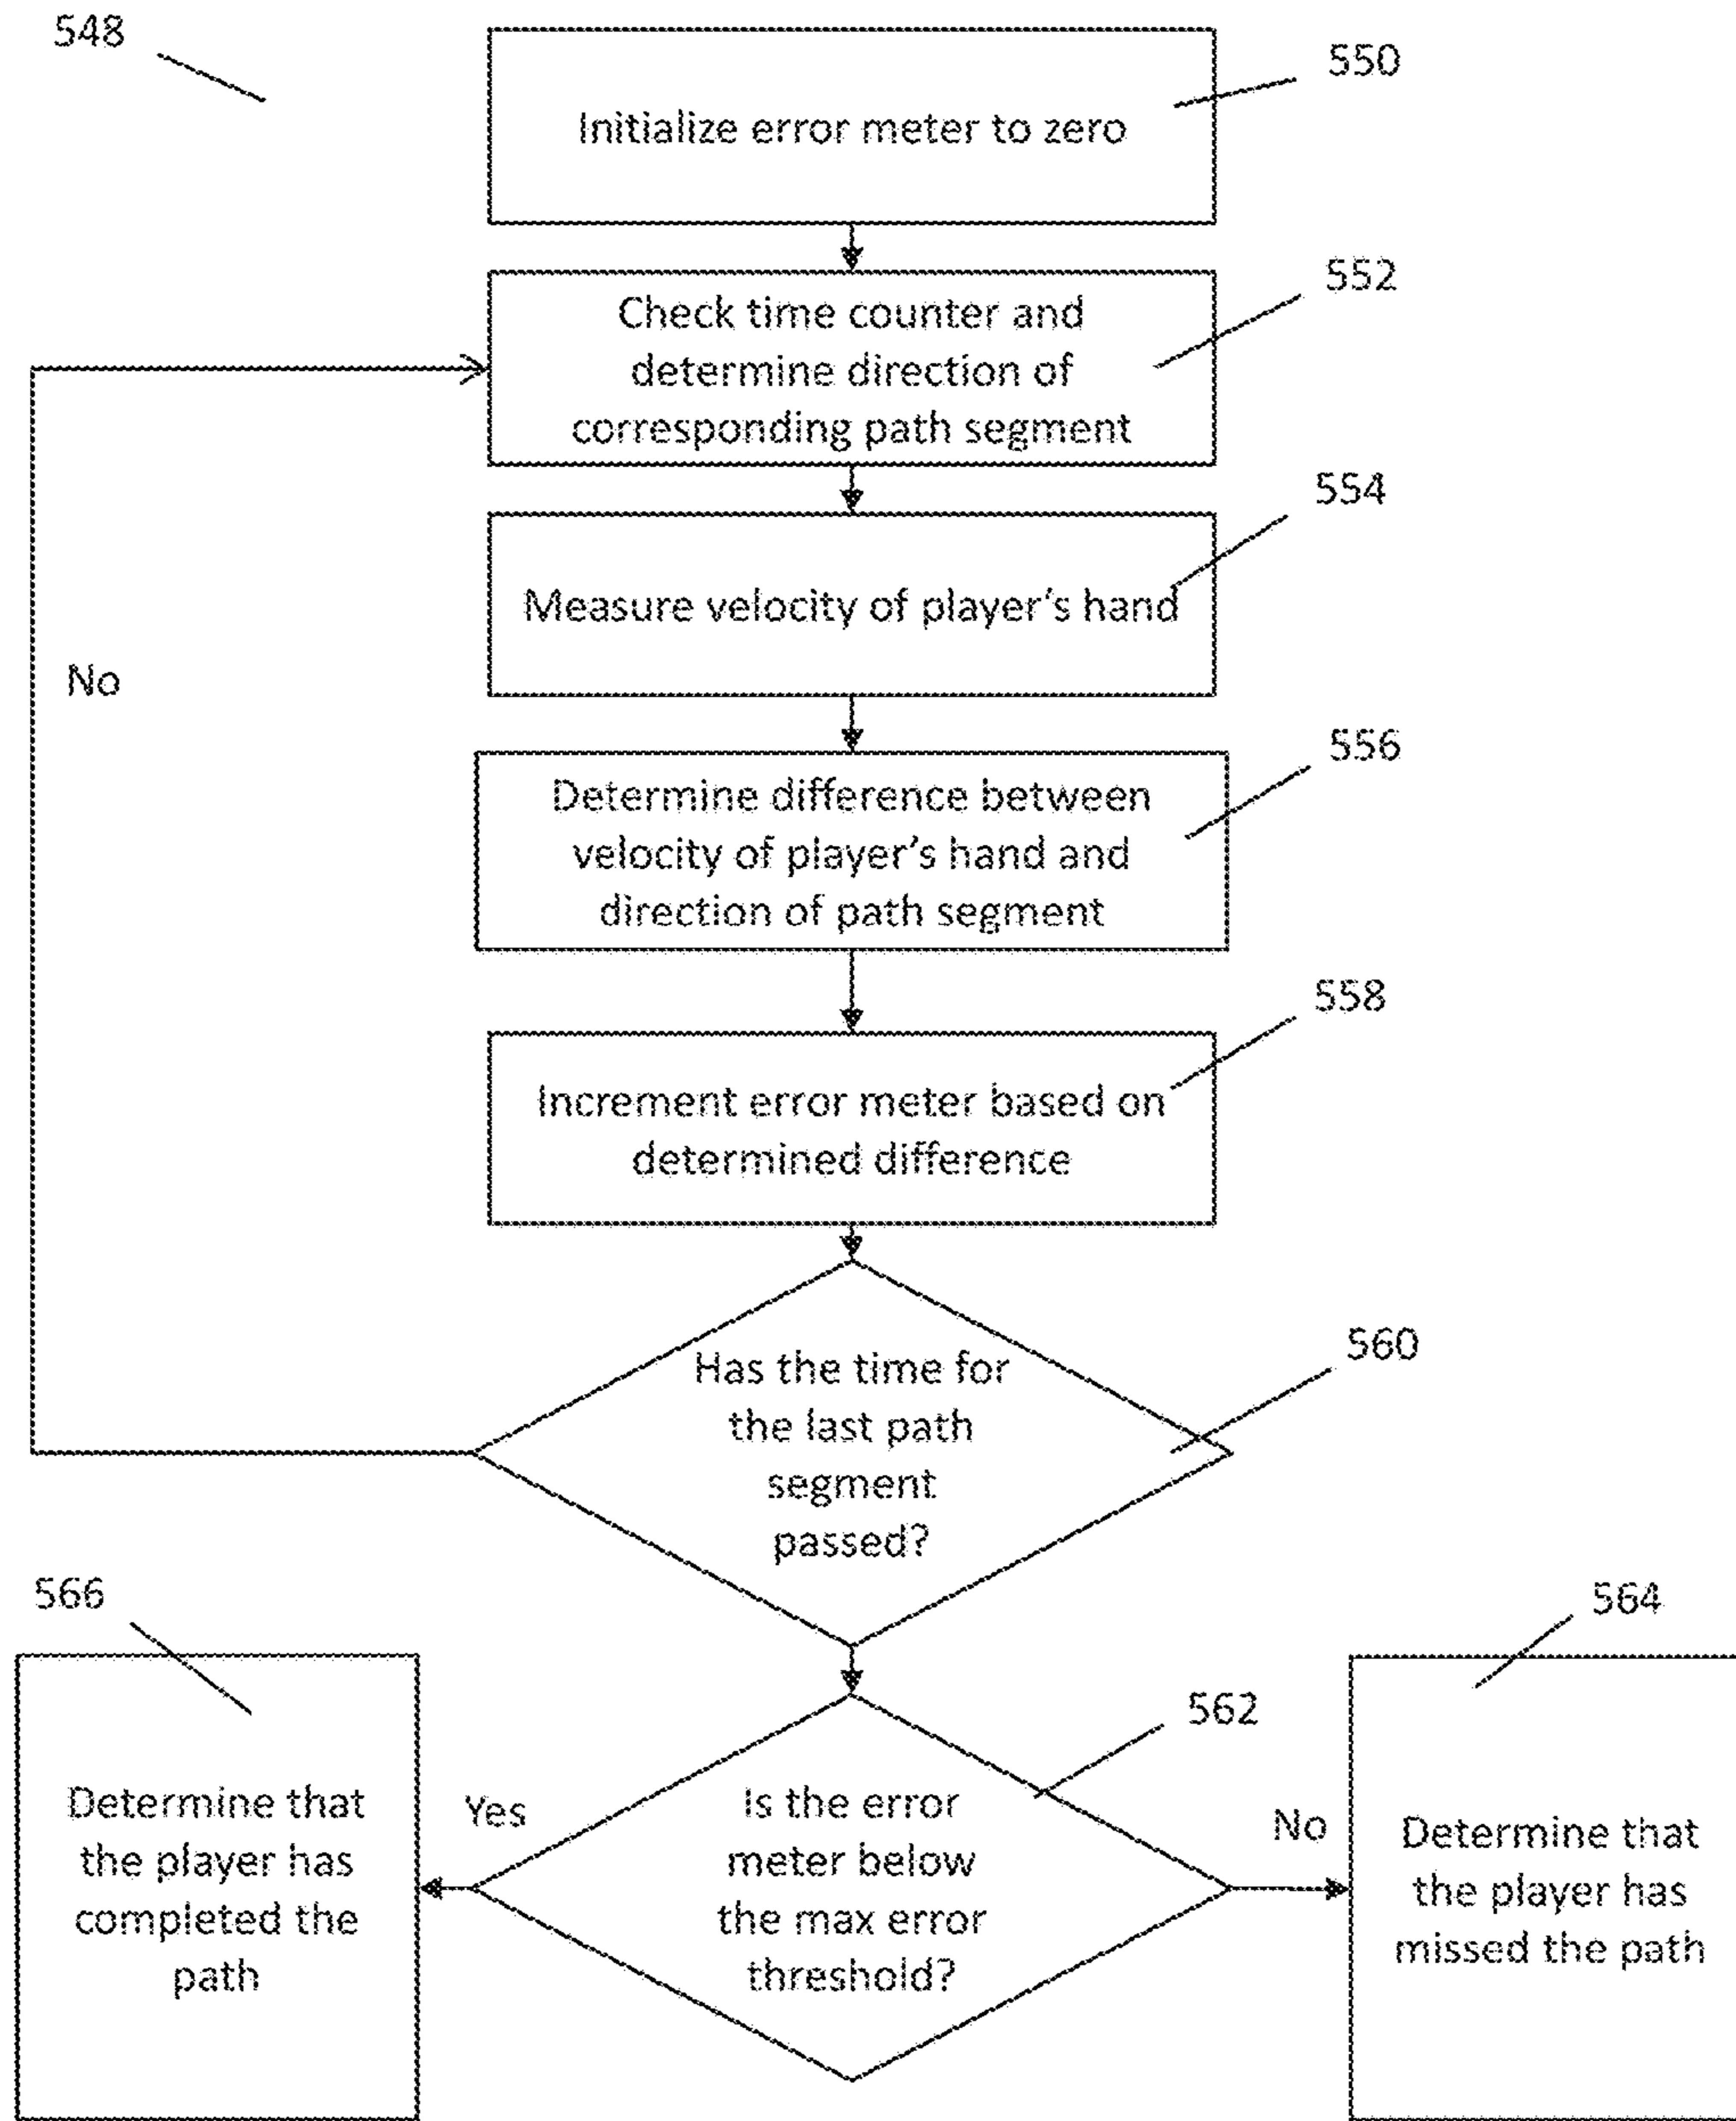 548
550
Initialize error meter to zero
552
Check time counter and
determine direction of
corresponding path segment
554
Measure velocity of player's hand
No
556
Determine difference between
velocity of player's hand and
direction of path segment
558
Increment error meter based on
determined difference
560
Has the time for
the last path
segment
passed?
566
564
562
Determine that
the player has
completed the
path
Yes
Is the error
meter below
the max error
threshold?
No
Determine that
the player has
missed the path